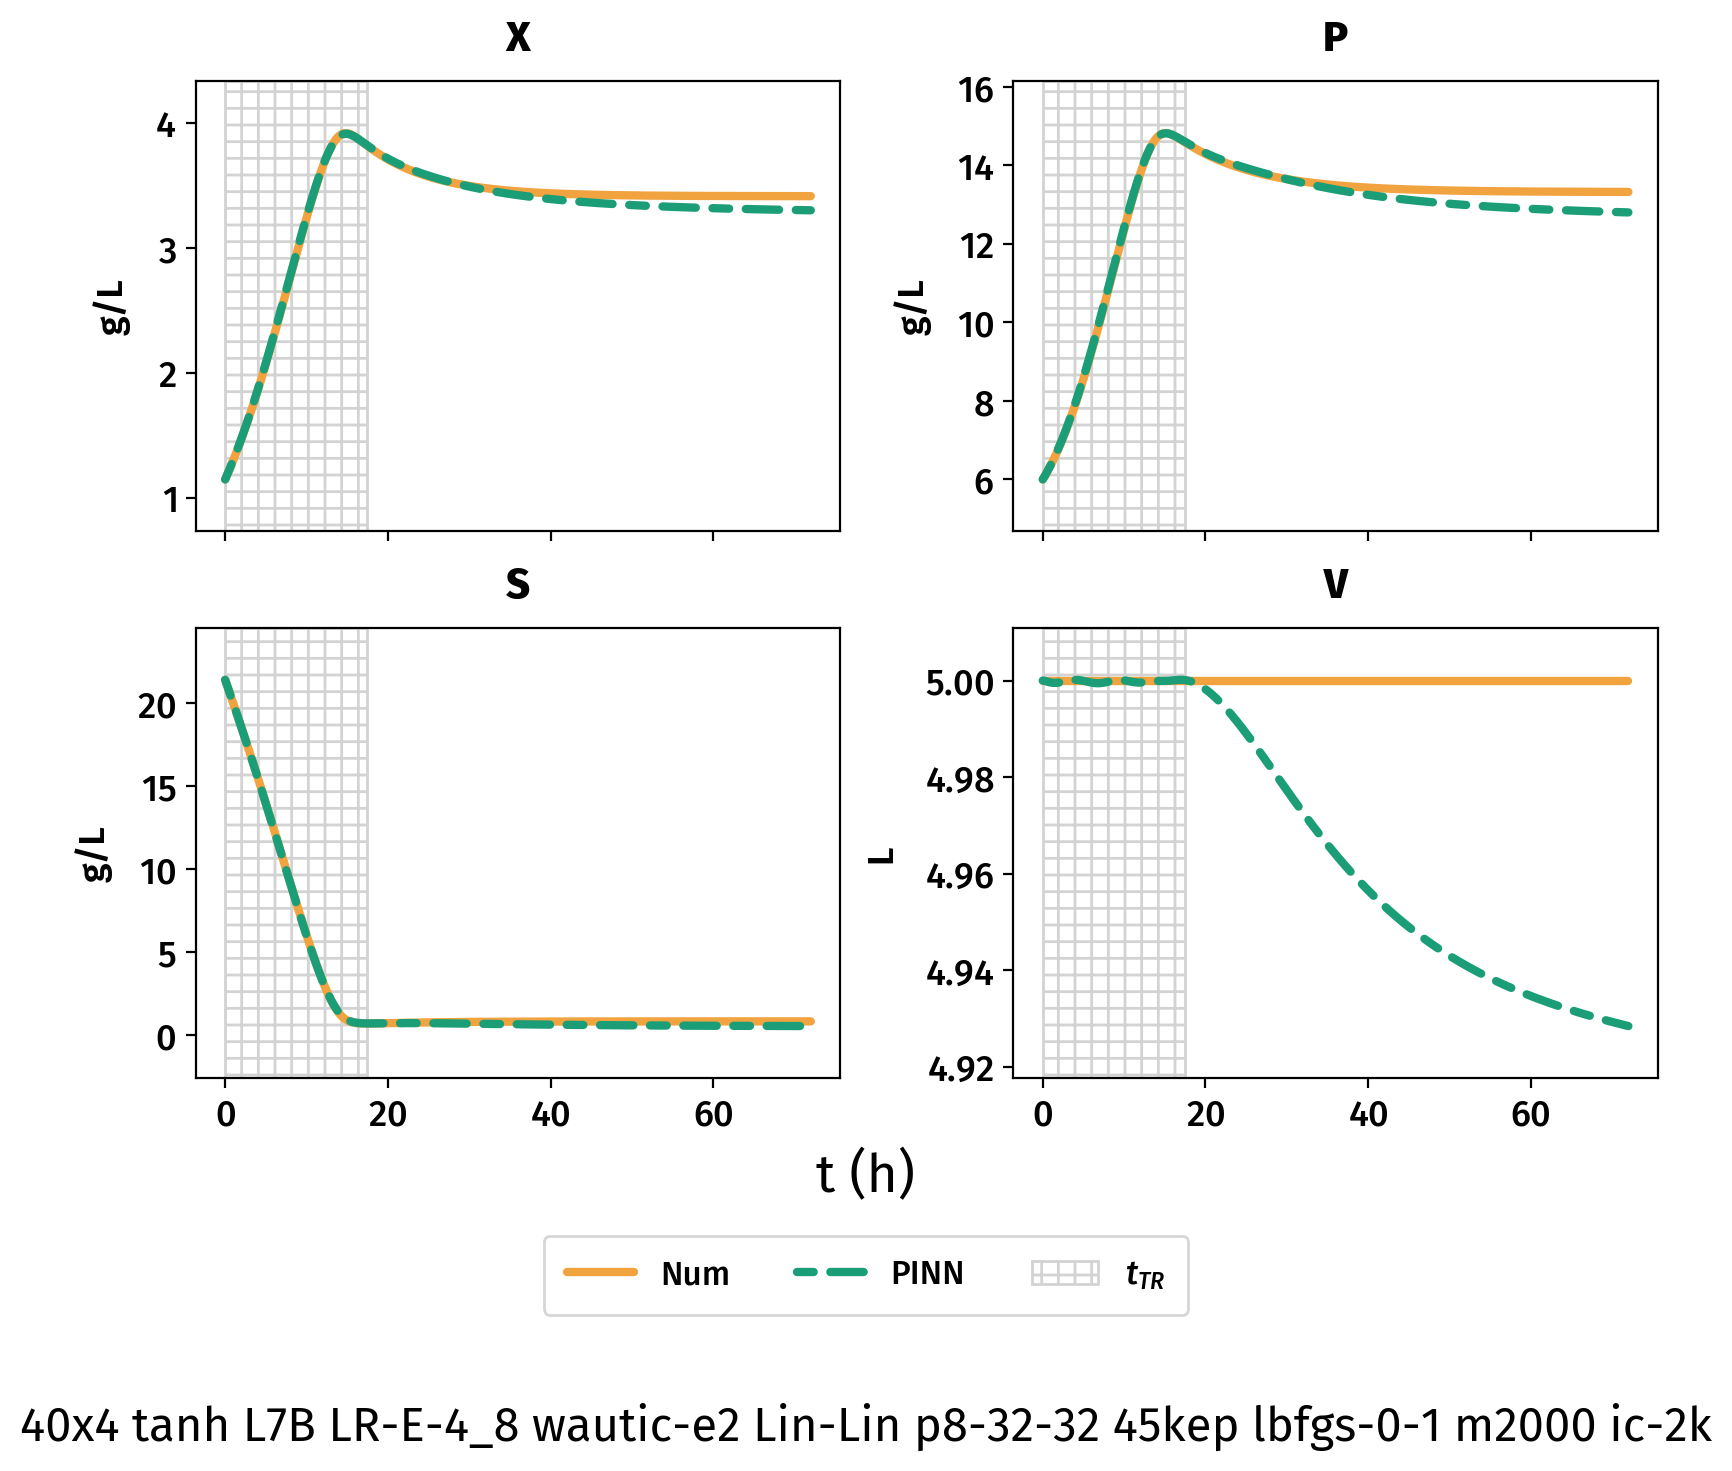 X
P
4
3
2
1
g/L
16
14
12
10
8
6
g/L
S
V
20
15
10
5
0
g/L
0 20 40 60
5.00
4.98
4.96
4.94
4.92
L
0 20 40 60
t (h)
Num PINN tTR
40x4 tanh L7B LR-E-4_8 wautic-e2 Lin-Lin p8-32-32 45kep lbfgs-0-1 m2000 ic-2k